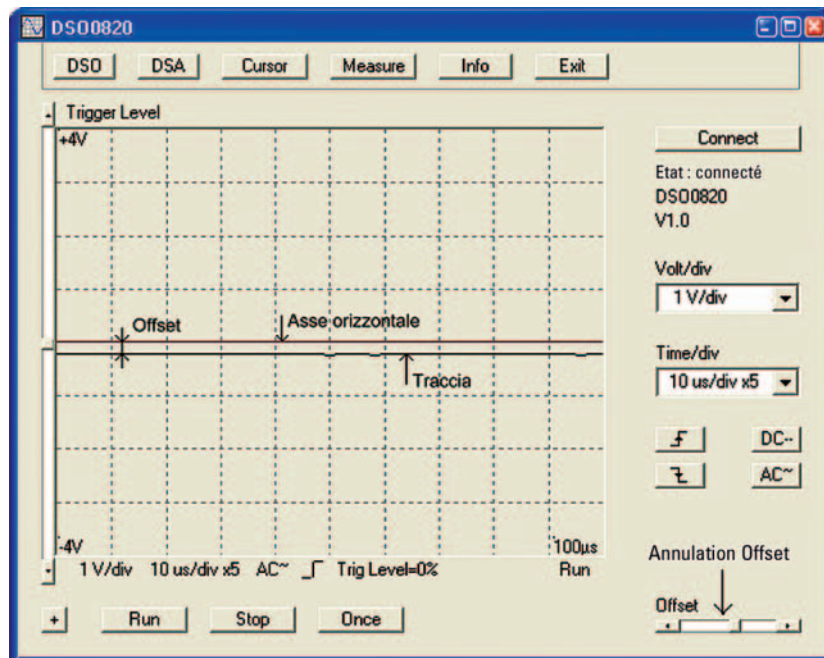 DSO0820
DSO DSA Cursor Measure Info Exit
Trigger Level
+4V
Offset
Asse orizzontale
Traccia
-4V
100µs
1 V/div 10 us/div x5 AC~ Trig Level=0% Run
+ Run Stop Once
Connect
Etat : connecté
DSO0820
V1.0
Volt/div
1 V/div
Time/div
10 us/div x5
DC--
AC~
Annulation Offset
Offset